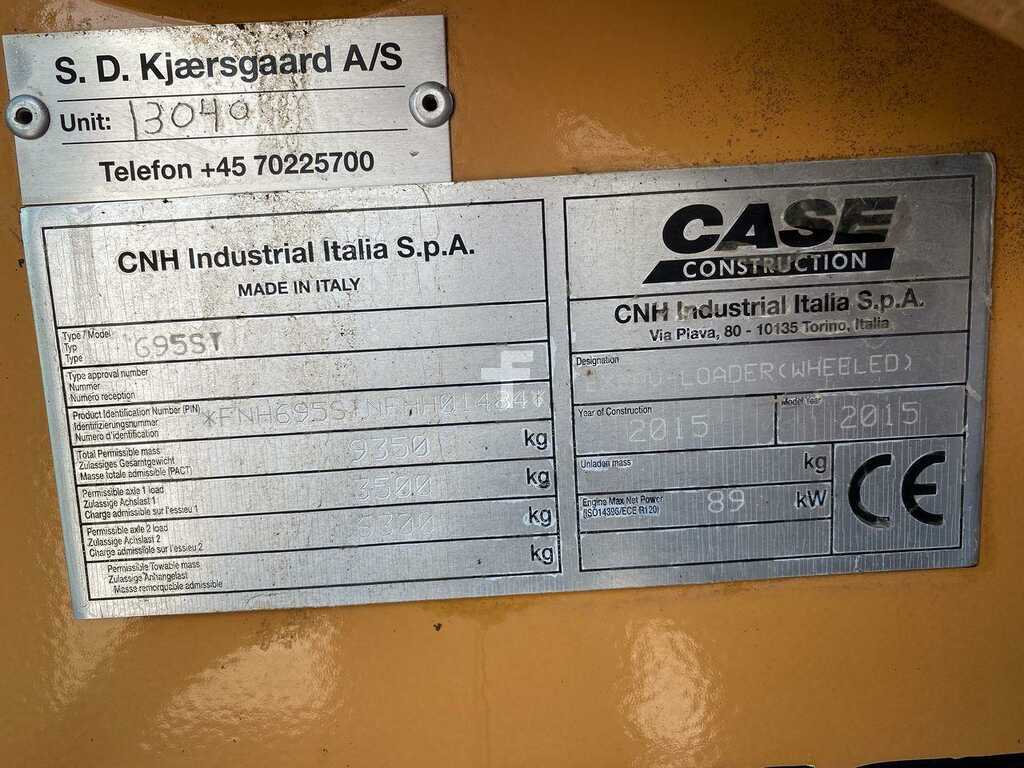 S. D. Kjærsgaard A/S
Unit: 13040
Telefon +45 70225700
CNH Industrial Italia S.p.A.
MADE IN ITALY
Type / Model
Typ
Type
695ST
Type approval number
Nummer
Numéro reception
Product Identification Number (PIN)
Identifizierungsnummer
Numero d'identification
Total Permissible mass
Zulassiges Gesamtgewicht
Masse totale admissible (PACT)
9350 kg
Permissible axle 1 load
Zulassige Achslast 1
Charge admissible sur l'essieu 1
3500 kg
Permissible axle 2 load
Zulassige Achslast 2
Charge admissible sur l'essieu 2
kg
Permissible Towable mass
Zulassige Anhangelast
Masse remorquable admissible
kg
CASE
CONSTRUCTION
CNH Industrial Italia S.p.A.
Via Plava, 80 - 10135 Torino, Italia
Designation
LOADER(WHEELED)
Year of Construction 2015
Model Year 2015
Unladen mass kg
Engine Max Net Power
(ISO14396/ECE R120)
89 kW
CE